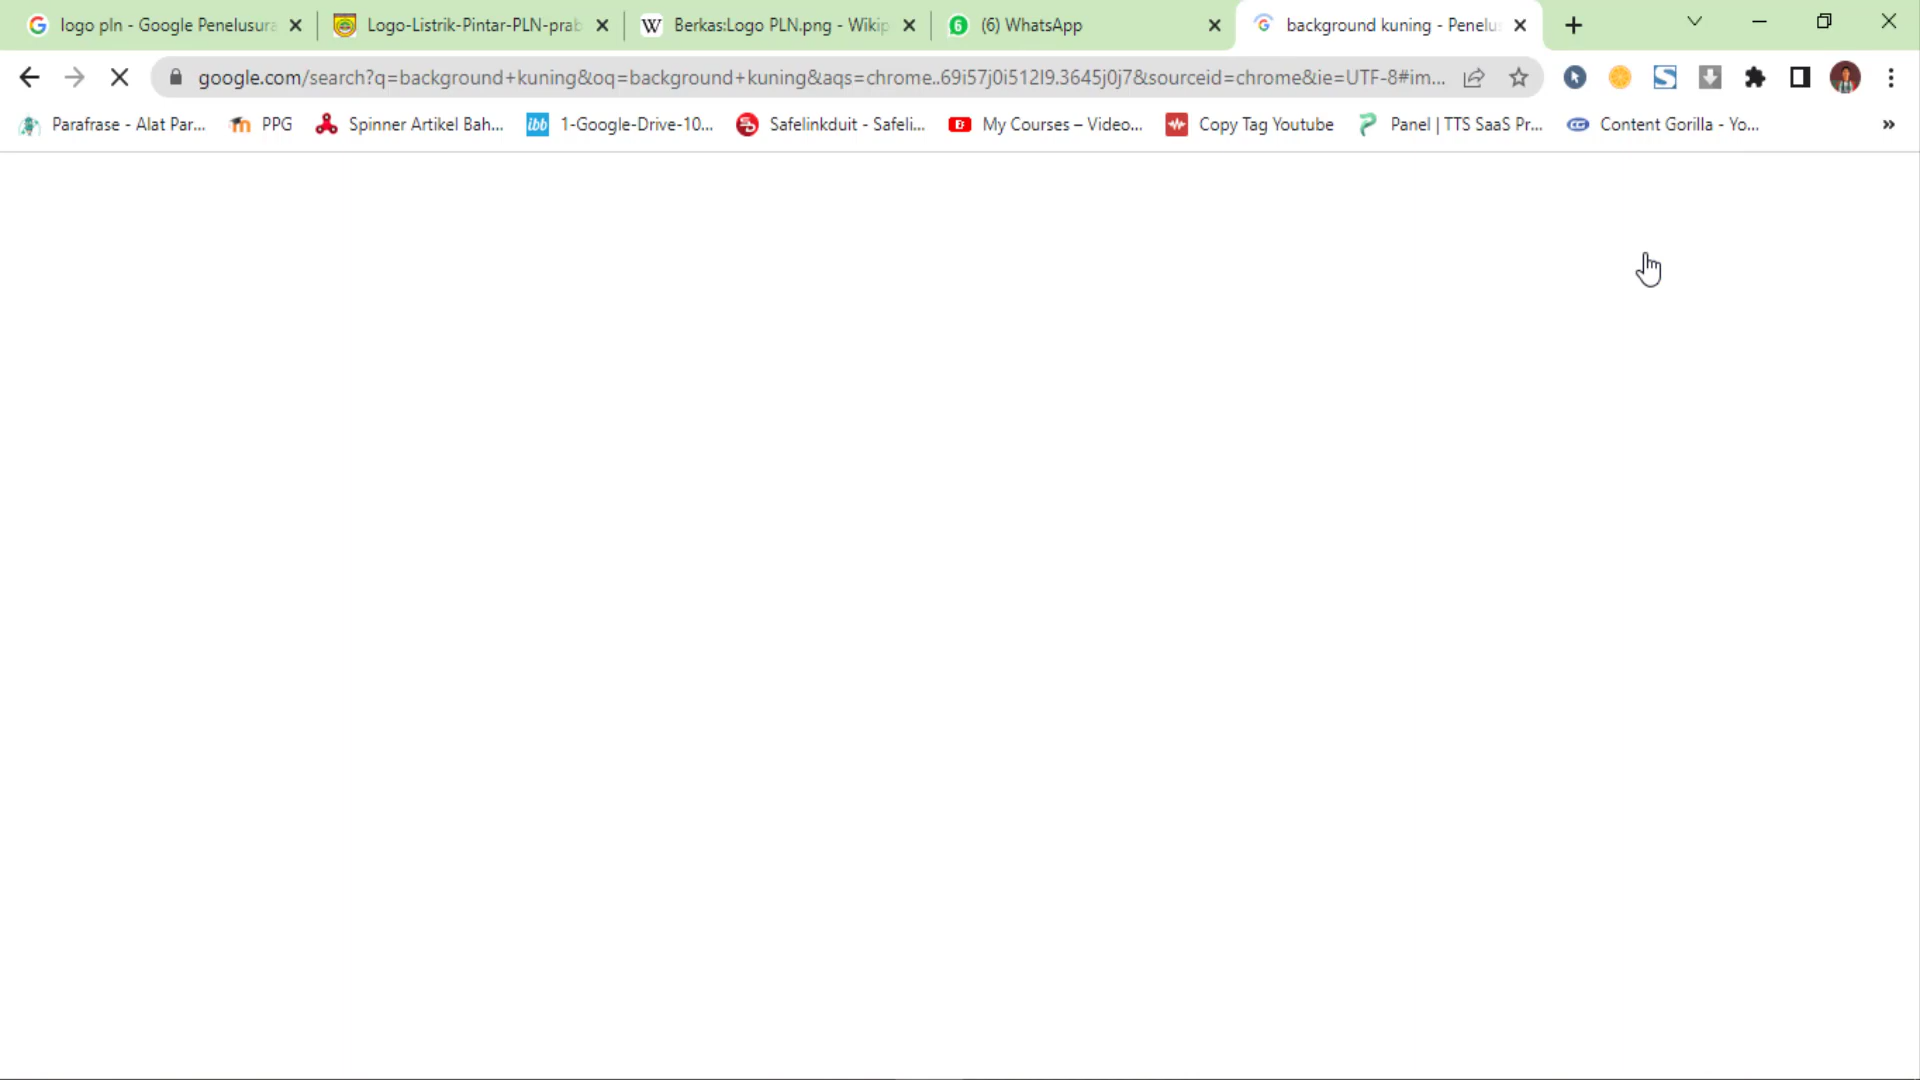 logo pln - Google Penelusura
Logo-Listrik-Pintar-PLN-prab
W Berkas:Logo PLN.png - Wikip
6 (6) WhatsApp
background kuning - Penelus
google.com/search?q=background+kuning&oq=background+kuning&aqs=chrome..69i57j0i512l9.3645j0j7&sourceid=chrome&ie=UTF-8#im...
Parafrase - Alat Par...
PPG
Spinner Artikel Bah...
ibb 1-Google-Drive-10...
Safelinkduit - Safeli...
My Courses – Video...
Copy Tag Youtube
Panel | TTS SaaS Pr...
Content Gorilla - Yo...